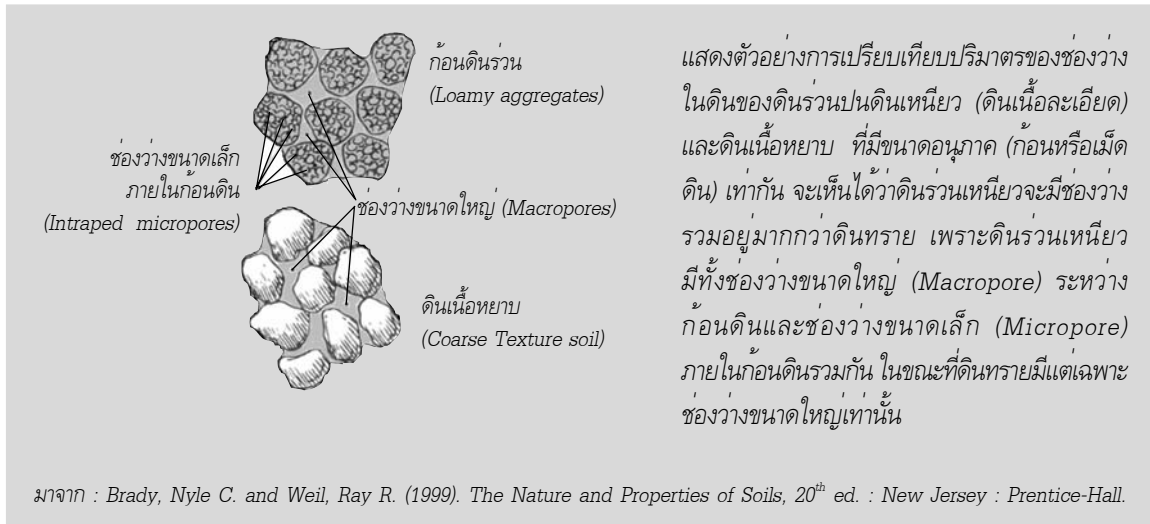 ก้อนดินร่วน
(Loamy aggregates)
ช่องว่างขนาดเล็ก
ภายในก้อนดิน
(Intraped micropores)
ช่องว่างขนาดใหญ่ (Macropores)
ดินเนื้อหยาบ
(Coarse Texture soil)
แสดงตัวอย่างการเปรียบเทียบปริมาตรของช่องว่าง
ในดินของดินร่วนปนดินเหนียว (ดินเนื้อละเอียด)
และดินเนื้อหยาบ ที่มีขนาดอนุภาค (ก้อนหรือเม็ด
ดิน) เท่ากัน จะเห็นได้ว่าดินร่วนเหนียวจะมีช่องว่าง
รวมอยู่มากกว่าดินทราย เพราะดินร่วนเหนียว
มีทั้งช่องว่างขนาดใหญ่ (Macropore) ระหว่าง
ก้อนดินและช่องว่างขนาดเล็ก (Micropore)
ภายในก้อนดินรวมกัน ในขณะที่ดินทรายมีแต่เฉพาะ
ช่องว่างขนาดใหญ่เท่านั้น
มาจาก : Brady, Nyle C. and Weil, Ray R. (1999). The Nature and Properties of Soils, 20th ed. : New Jersey : Prentice-Hall.